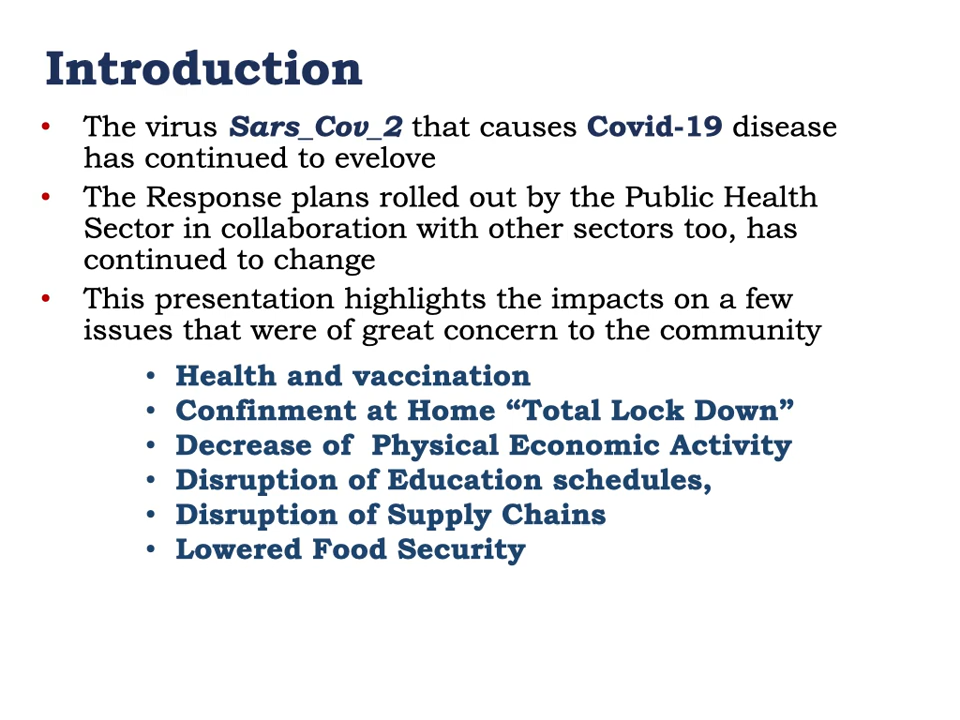 Introduction
• The virus Sars_Cov_2 that causes Covid-19 disease
has continued to evelove
• The Response plans rolled out by the Public Health
Sector in collaboration with other sectors too, has
continued to change
• This presentation highlights the impacts on a few
issues that were of great concern to the community
• Health and vaccination
• Confinment at Home “Total Lock Down”
• Decrease of  Physical Economic Activity
• Disruption of Education schedules,
• Disruption of Supply Chains
• Lowered Food Security